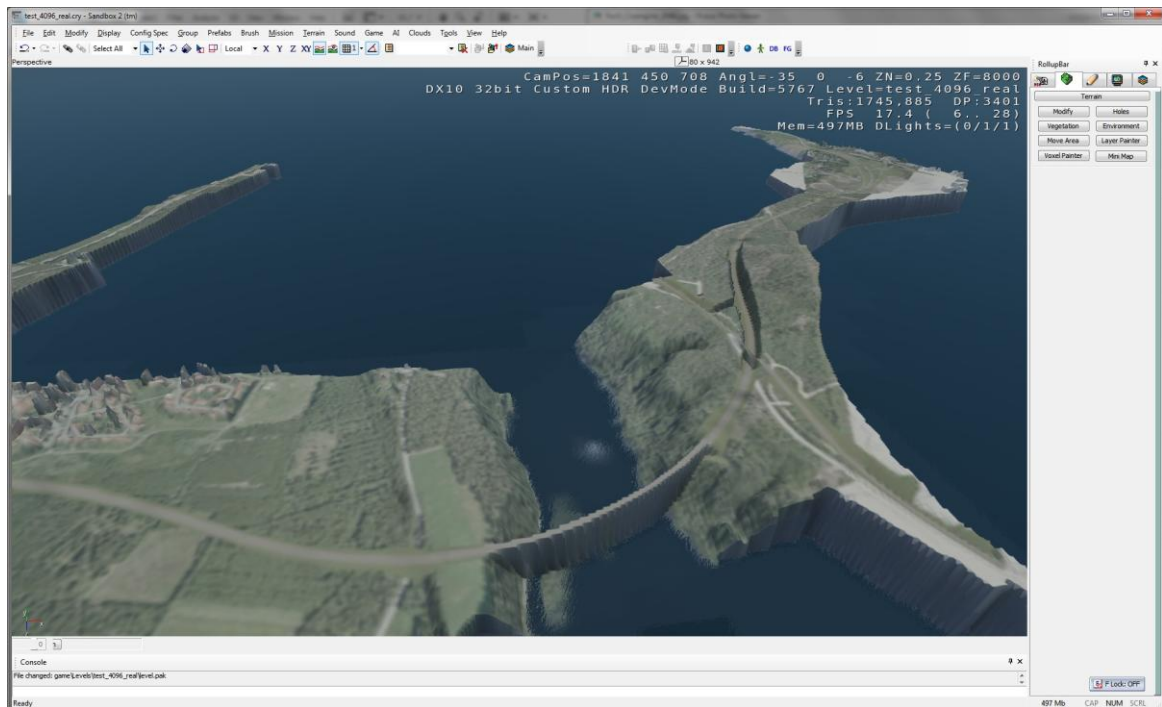 test_4096_real.cry - Sandbox 2 (tm)
File Edit Modify Display Config Spec Group Prefabs Brush Mission Terrain Sound Game AI Clouds Tools View Help
Select All Local X Y Z XY 1 Main DB FG
Perspective 80 x 942 RollupBar
CamPos=1841 450 708 Angl=-35 0 -6 ZN=0.25 ZF=8000
DX10 32bit Custom HDR DevMode Build=5767 Level=test_4096_real
Tris:1745,885 DP:3401
FPS 17.4 ( 6.. 28)
Mem=497MB DLights=(0/1/1)
Terrain
Modify Holes
Vegetation Environment
Move Area Layer Painter
Voxel Painter Mini Map
Console
File changed: game\Levels\test_4096_real\level.pak
F Lock: OFF
Ready 497 Mb CAP NUM SCRL